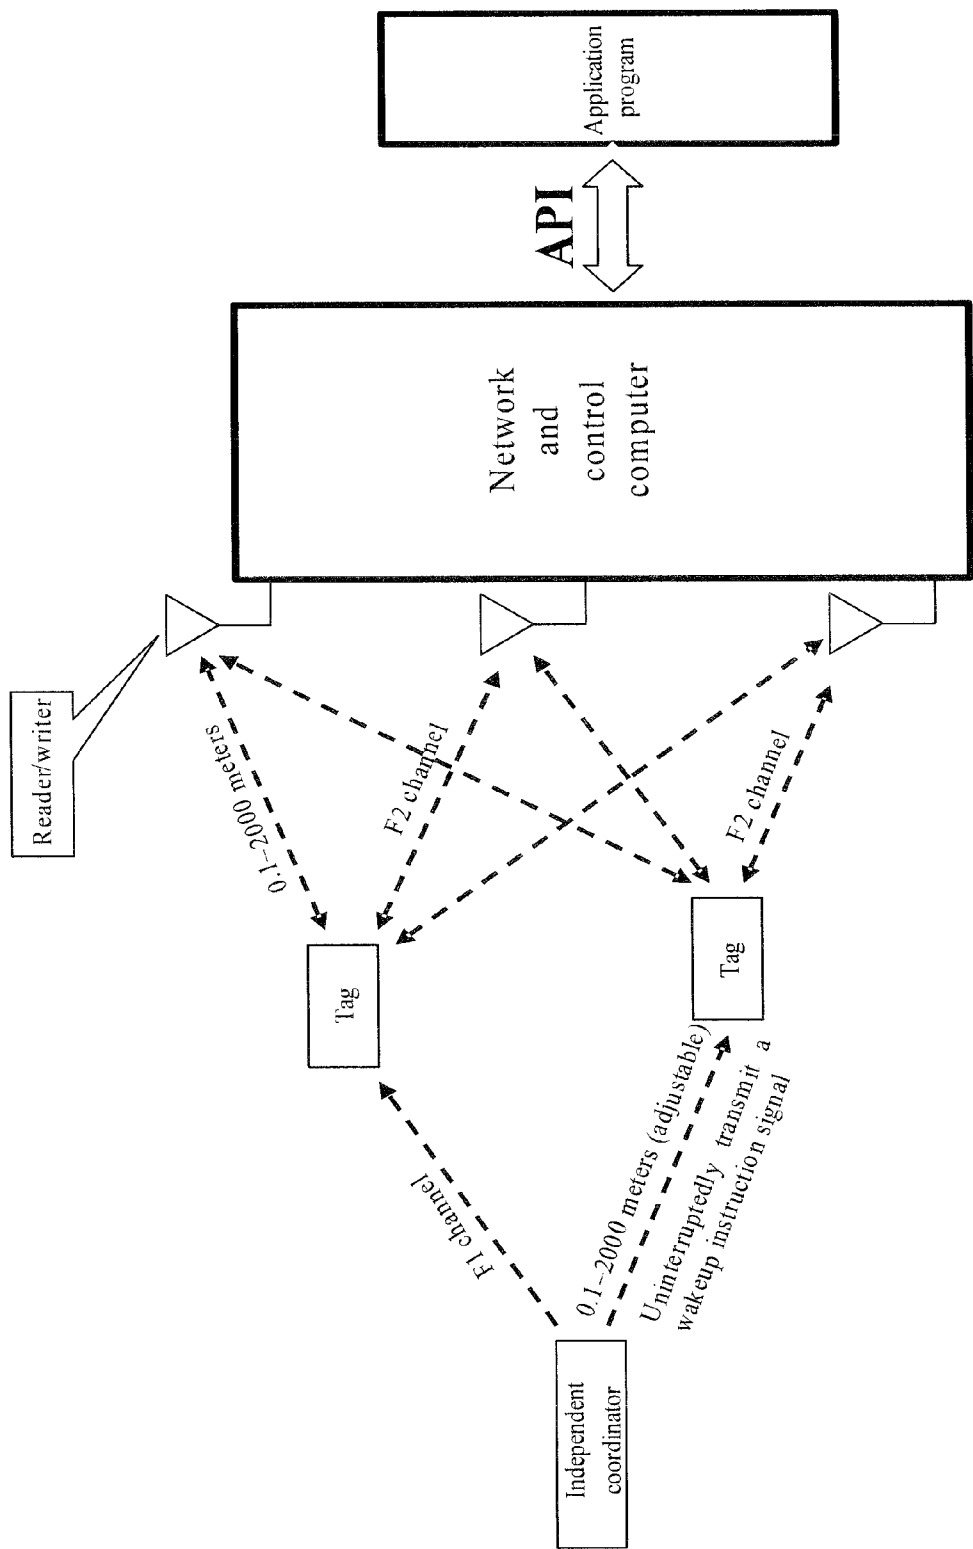 Reader/writer
0.1–2000 meters
F2 channel
F2 channel
Tag
Tag
F1 channel
0.1–2000 meters (adjustable)
Uninterruptedly transmit a
wakeup instruction signal
Independent
coordinator
Network
and
control
computer
API
Application
program